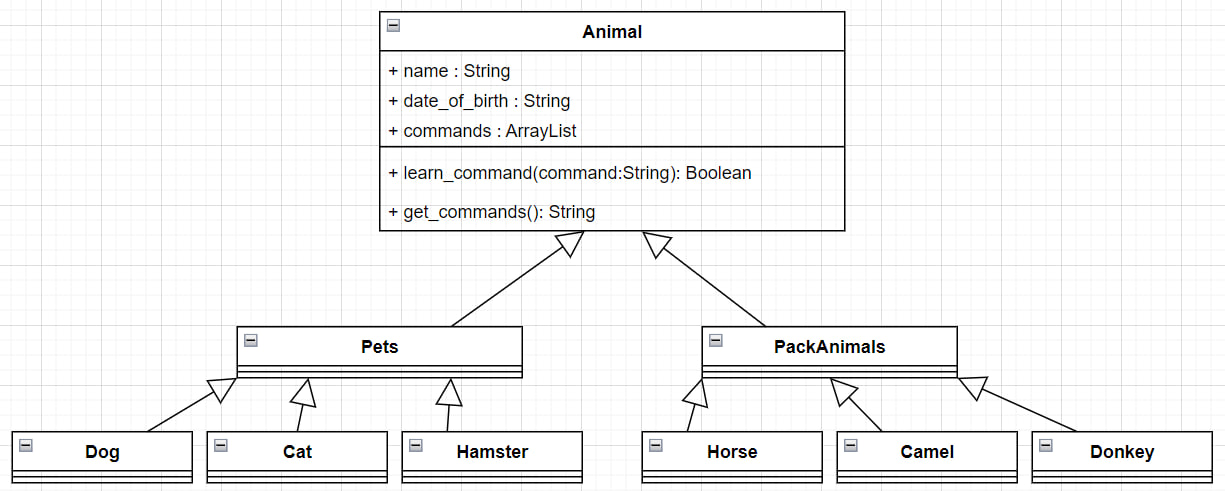 Animal
+ name : String
+ date_of_birth : String
+ commands : ArrayList
+ learn_command(command:String): Boolean
+ get_commands(): String
Pets
PackAnimals
Dog
Cat
Hamster
Horse
Camel
Donkey